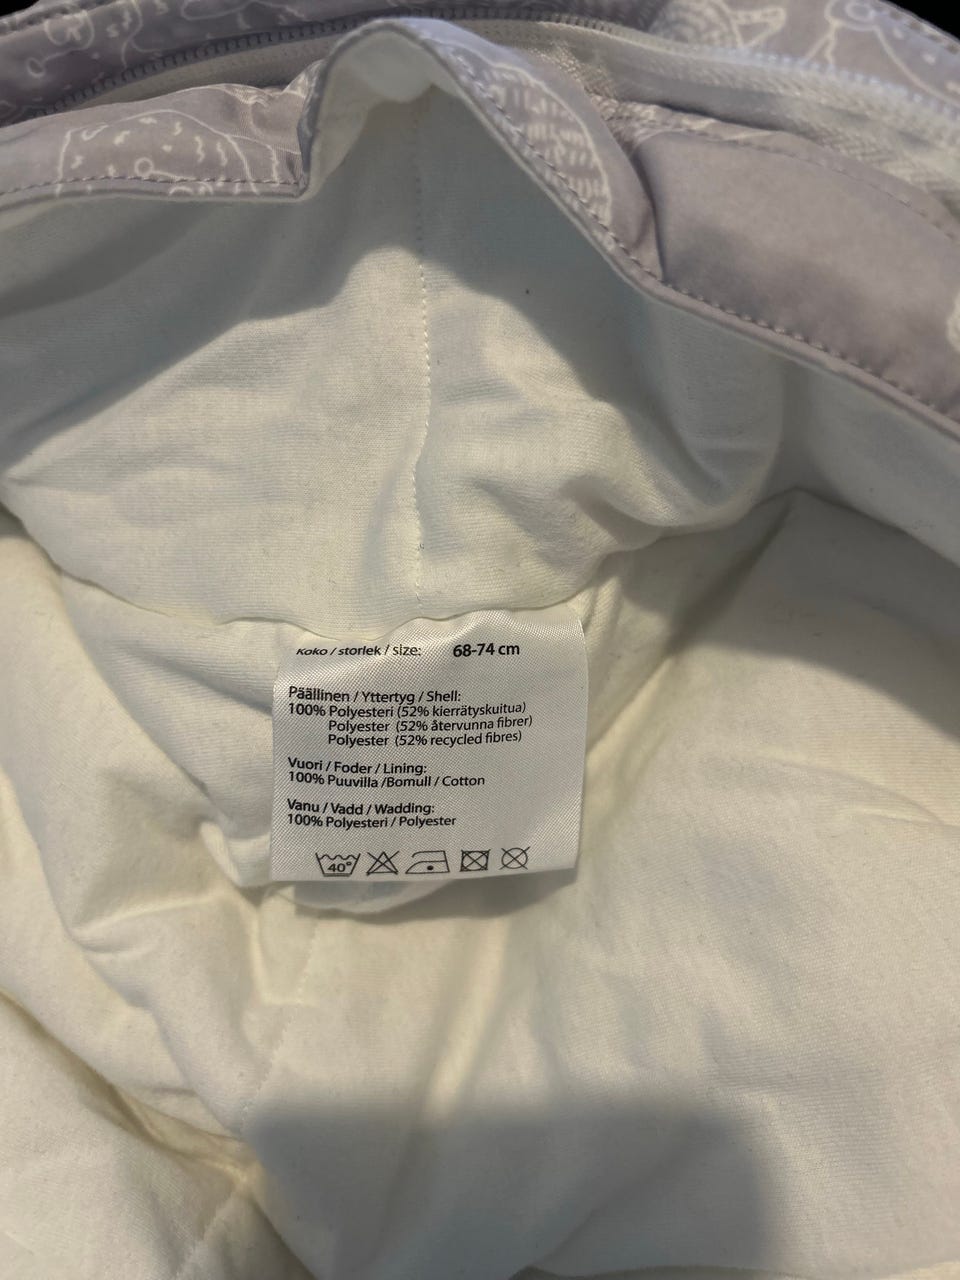 Koko / storlek / size: 68-74 cm
Päällinen / Yttertyg / Shell:
100% Polyesteri (52% kierrätyskuitua)
Polyester (52% återvunna fibrer)
Polyester (52% recycled fibres)
Vuori / Foder / Lining:
100% Puuvilla /Bomull / Cotton
Vanu / Vadd / Wadding:
100% Polyesteri / Polyester
40°